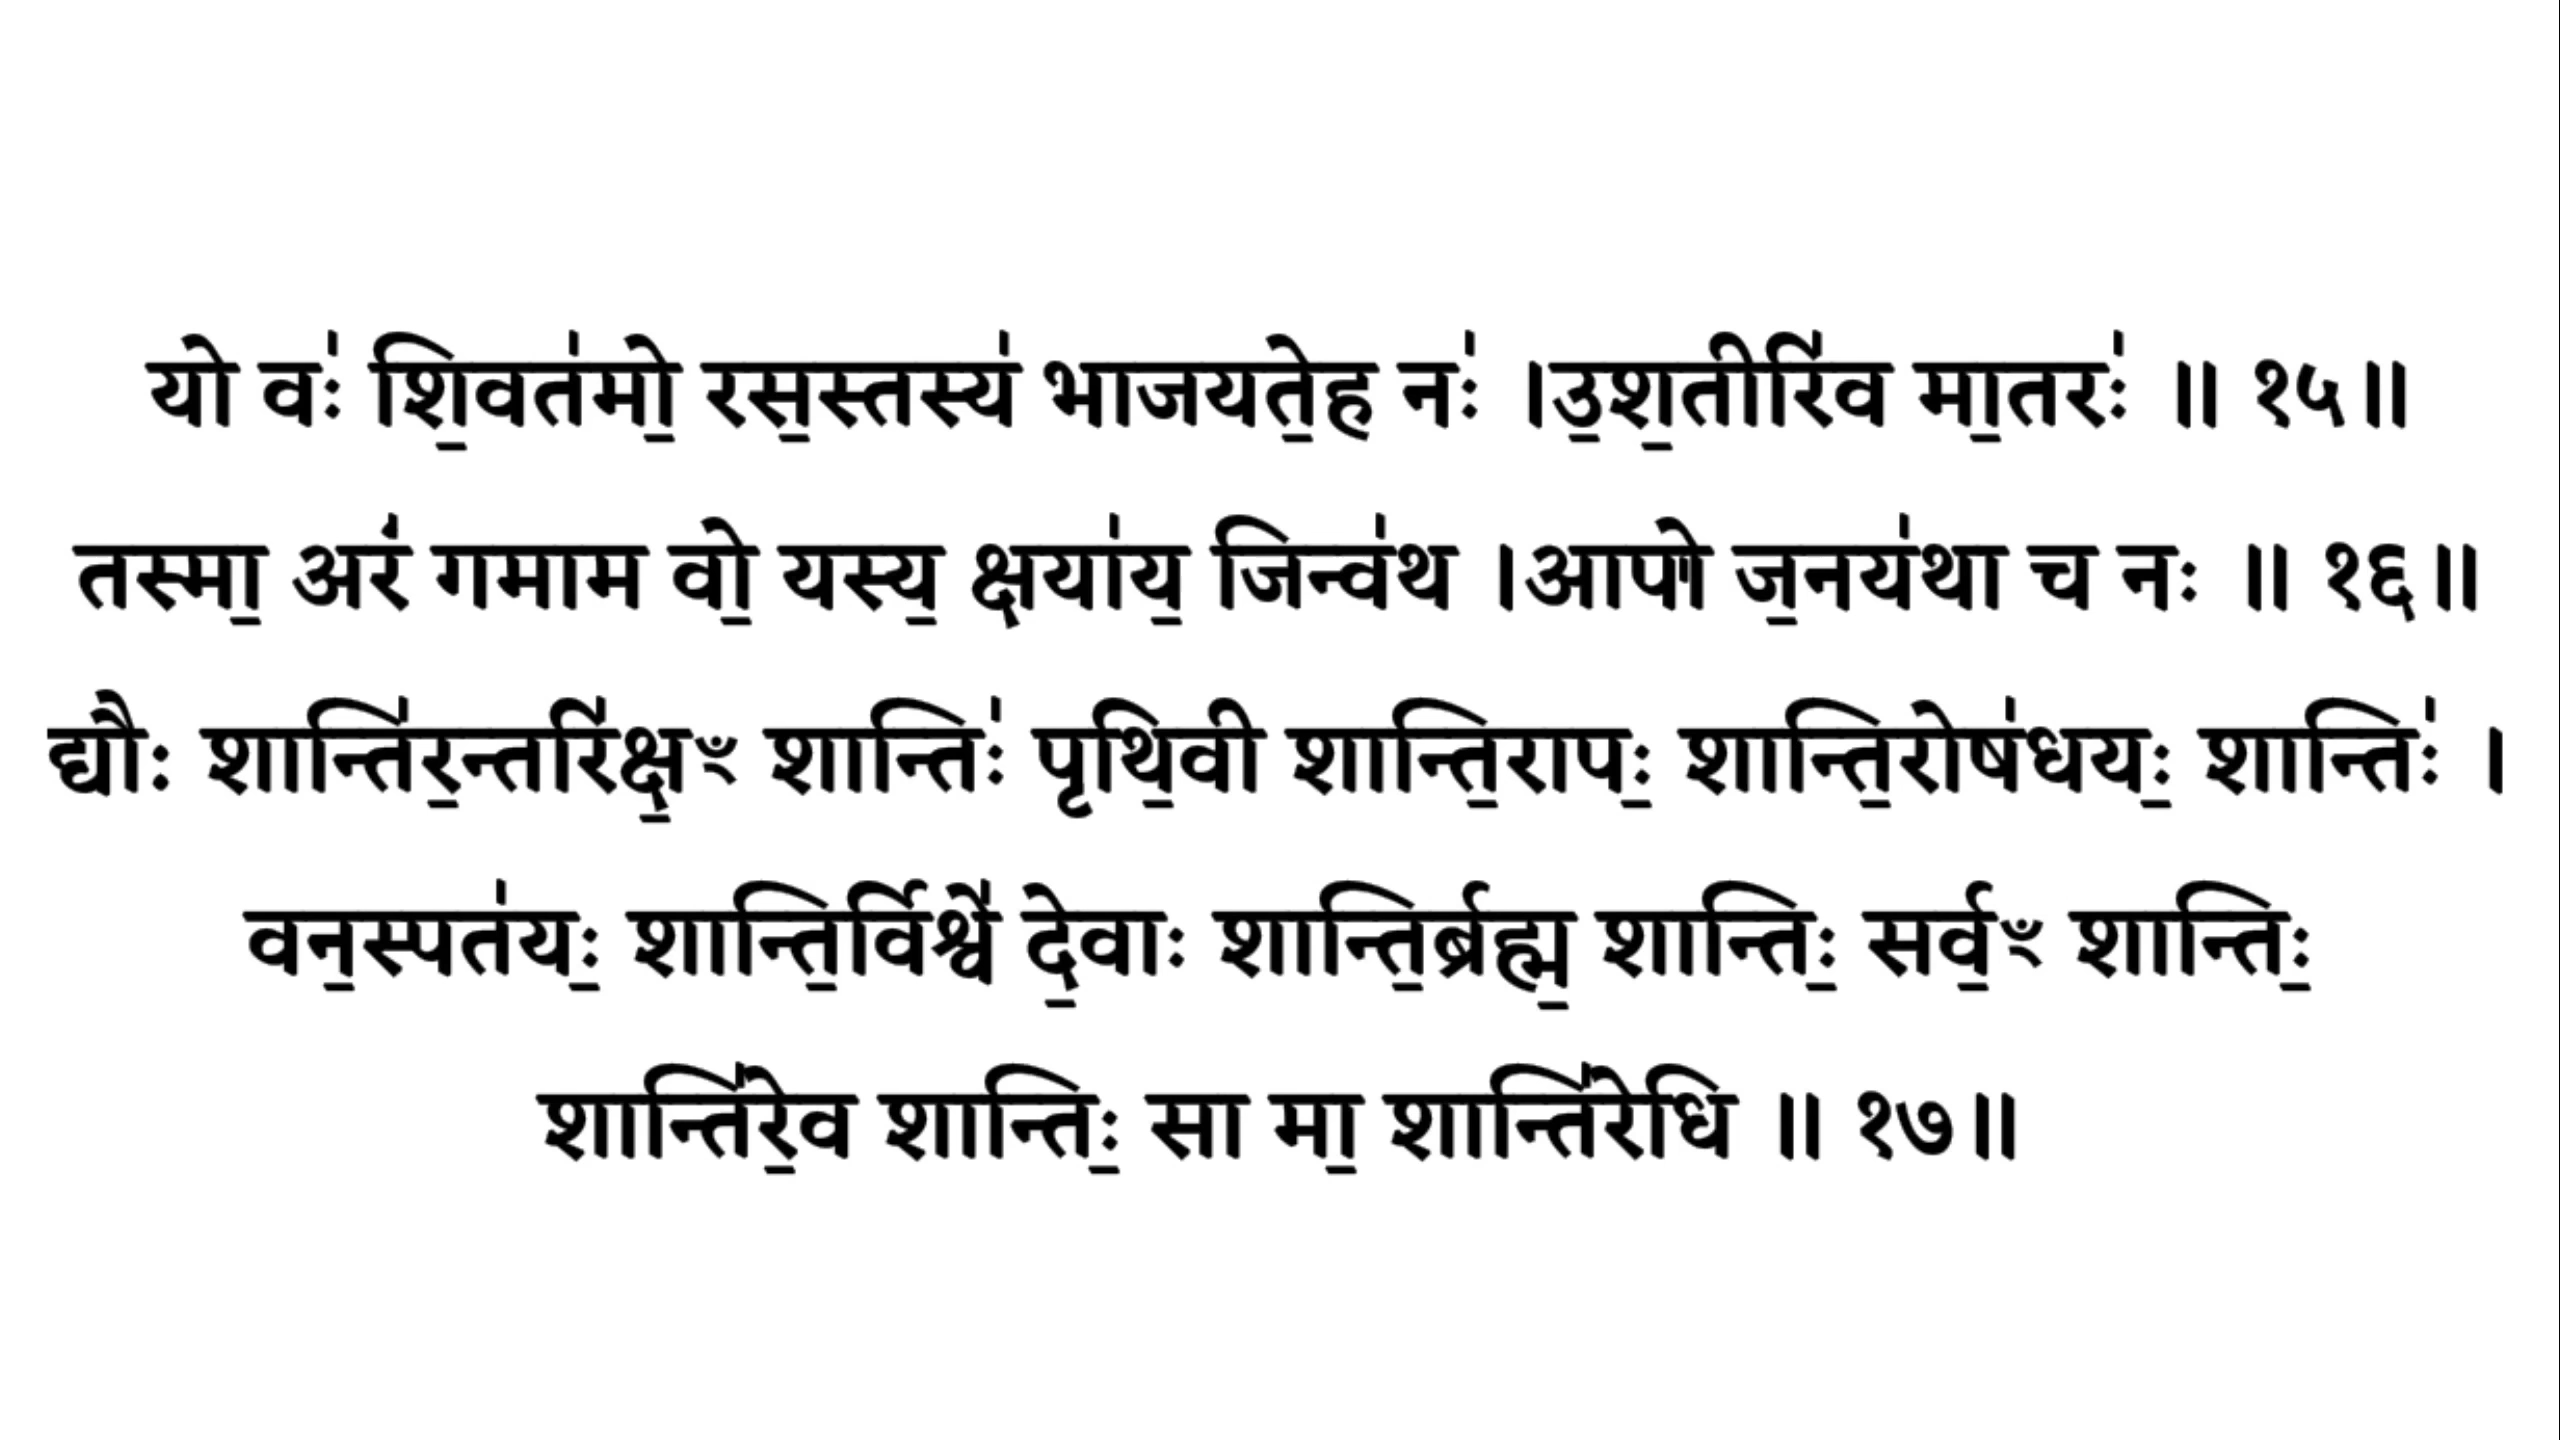 यो वः॑ शि॒वत॑मो॒ रस॒स्तस्य॑ भाजयते॒ह नः॑ ।उ॒श॒तीरि॑व मा॒तरः॑ ॥ १५॥
तस्मा॒ अरं॑ गमाम वो॒ यस्य॒ क्षया॑य॒ जिन्व॑थ ।आपो॑ ज॒नय॑था च नः ॥ १६॥
द्यौः शान्ति॑र॒न्तरि॑क्ष॒ꣳ शान्तिः॑ पृथि॒वी शान्ति॒रापः॒ शान्ति॒रोष॑धयः॒ शान्तिः॑ ।
वन॒स्पत॑यः॒ शान्ति॒र्विश्वे॑ दे॒वाः शान्ति॒र्ब्रह्म॒ शान्तिः॒ सर्व॒ꣳ शान्तिः॒
शान्ति॑रे॒व शान्तिः॒ सा मा॒ शान्ति॑रेधि ॥ १७॥